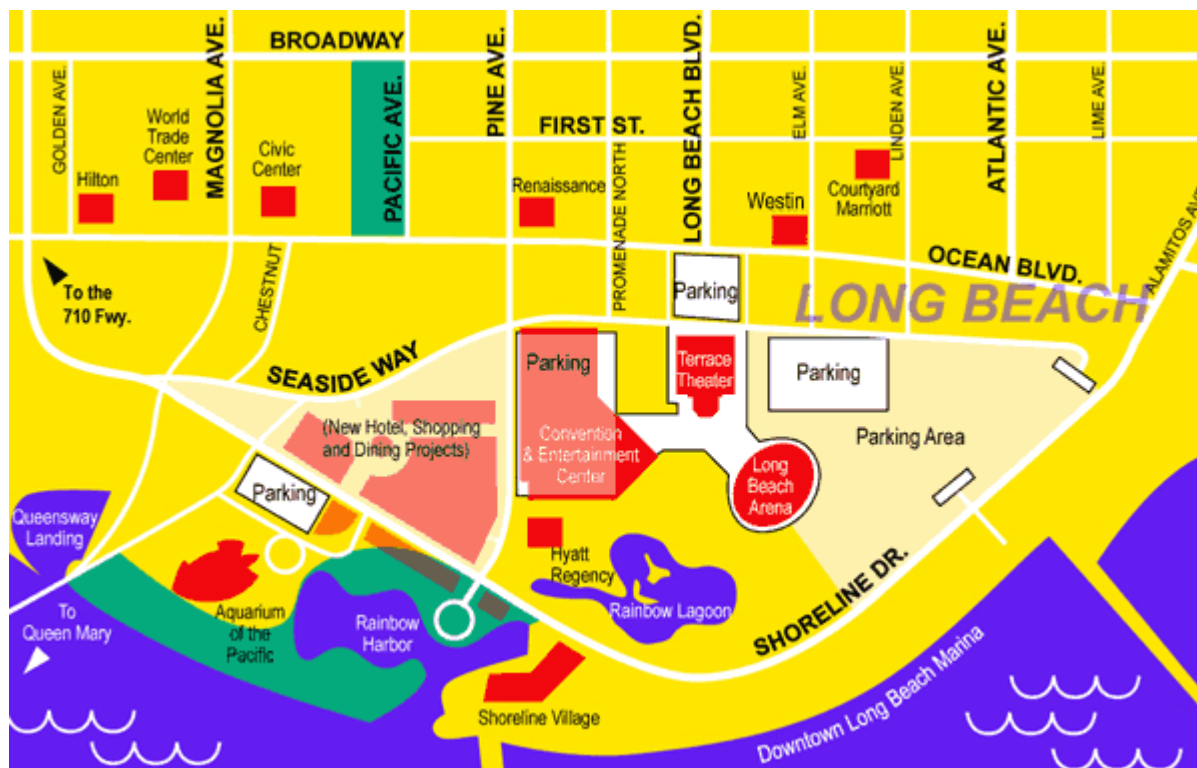 BROADWAY
GOLDEN AVE.
MAGNOLIA AVE.
PACIFIC AVE.
PINE AVE.
LONG BEACH BLVD.
ELM AVE.
LINDEN AVE.
ATLANTIC AVE.
LIME AVE.
World
Trade
Center
Civic
Center
FIRST ST.
Hilton
Renaissance
PROMENADE NORTH
Westin
Courtyard
Marriott
ALAMITOS AVE
OCEAN BLVD.
To the
710 Fwy.
CHESTNUT
Parking
LONG BEACH
SEASIDE WAY
Parking
Terrace
Theater
Parking
(New Hotel, Shopping
and Dining Projects)
Convention
& Entertainment
Center
Parking Area
Long
Beach
Arena
Parking
Queensway
Landing
Hyatt
Regency
SHORELINE DR.
To
Queen Mary
Aquarium
of the
Pacific
Rainbow
Harbor
Rainbow Lagoon
Shoreline Village
Downtown Long Beach Marina